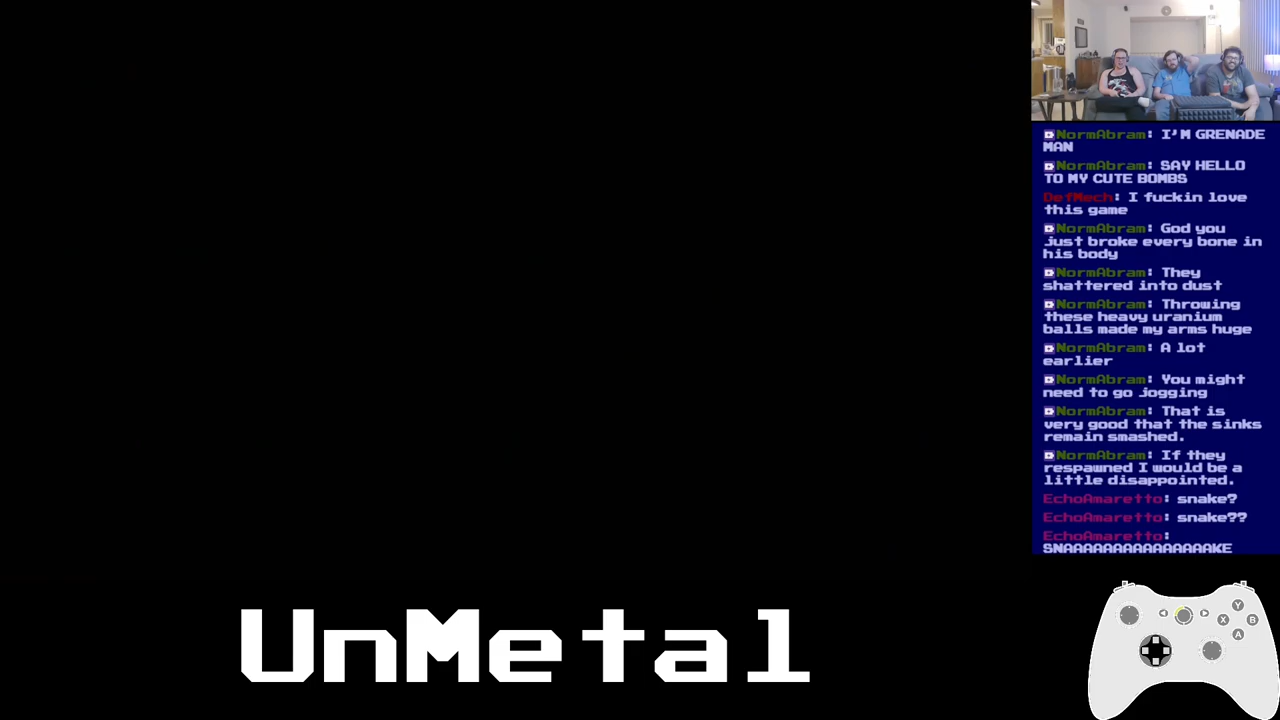 NormAbram: I'M GRENADE
MAN
NormAbram: SAY HELLO
TO MY CUTE BOMBS
DefMech: I fuckin love
this game
NormAbram: God you
just broke every bone in
his body
NormAbram: They
shattered into dust
NormAbram: Throwing
these heavy uranium
balls made my arms huge
NormAbram: A lot
earlier
NormAbram: You might
need to go jogging
NormAbram: That is
very good that the sinks
remain smashed.
NormAbram: If they
respawned I would be a
little disappointed.
EchoAmaretto: snake?
EchoAmaretto: snake??
EchoAmaretto:
SNAAAAAAAAAAAAAAAKE
UnMetal
Y
X B
A